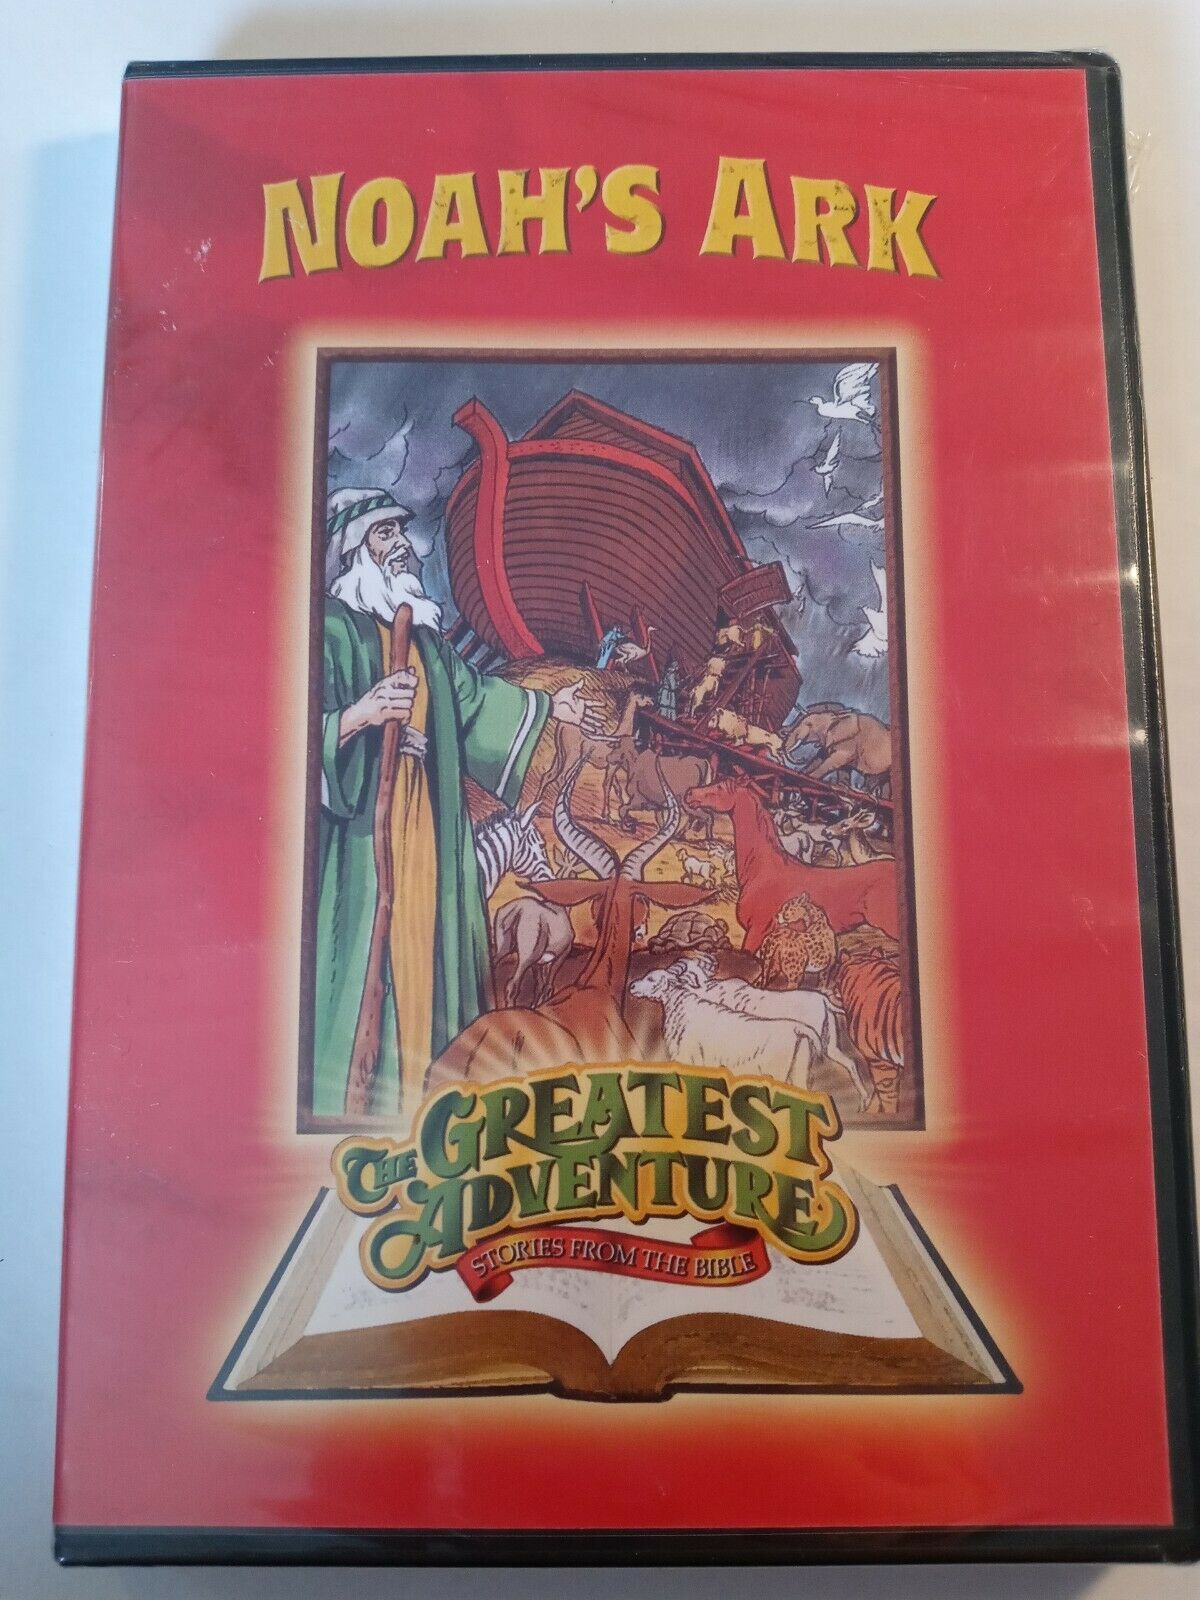 NOAH'S ARK
THE GREATEST
ADVENTURE
STORIES FROM THE BIBLE